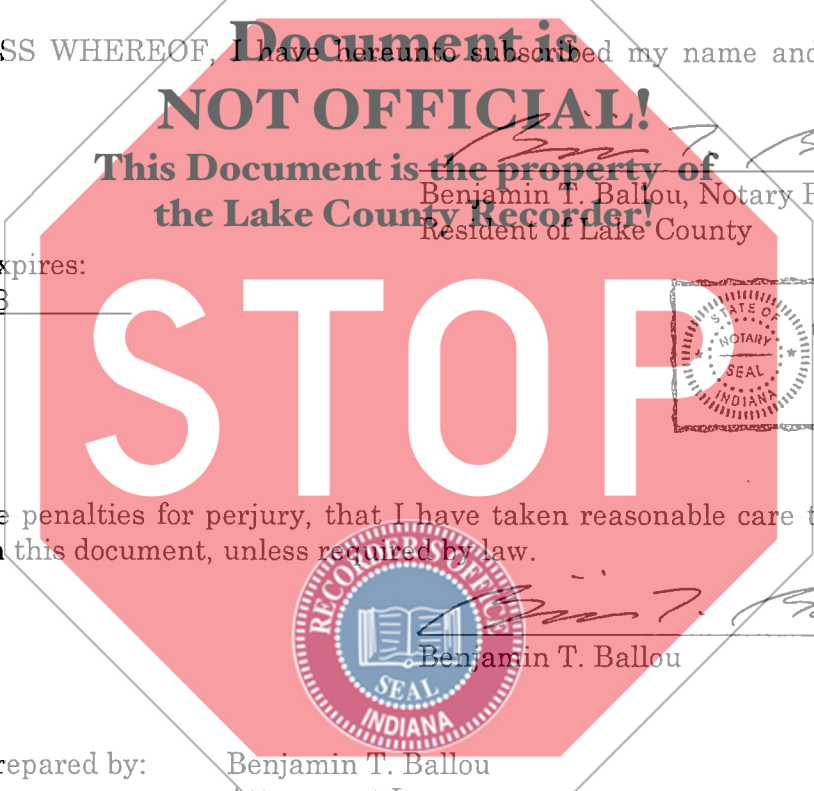 SS WHEREOF, I have hereunto subscribed my name and
Document is
NOT OFFICIAL!
This Document is the property of
the Lake County Recorder!
Benjamin T. Ballou, Notary P
Resident of Lake County
xpires:
3
STATE OF
NOTARY
SEAL
INDIANA
STOP
e penalties for perjury, that I have taken reasonable care t
this document, unless required by law.
RECORDER'S OFFICE
SEAL
INDIANA
Benjamin T. Ballou
repared by: Benjamin T. Ballou